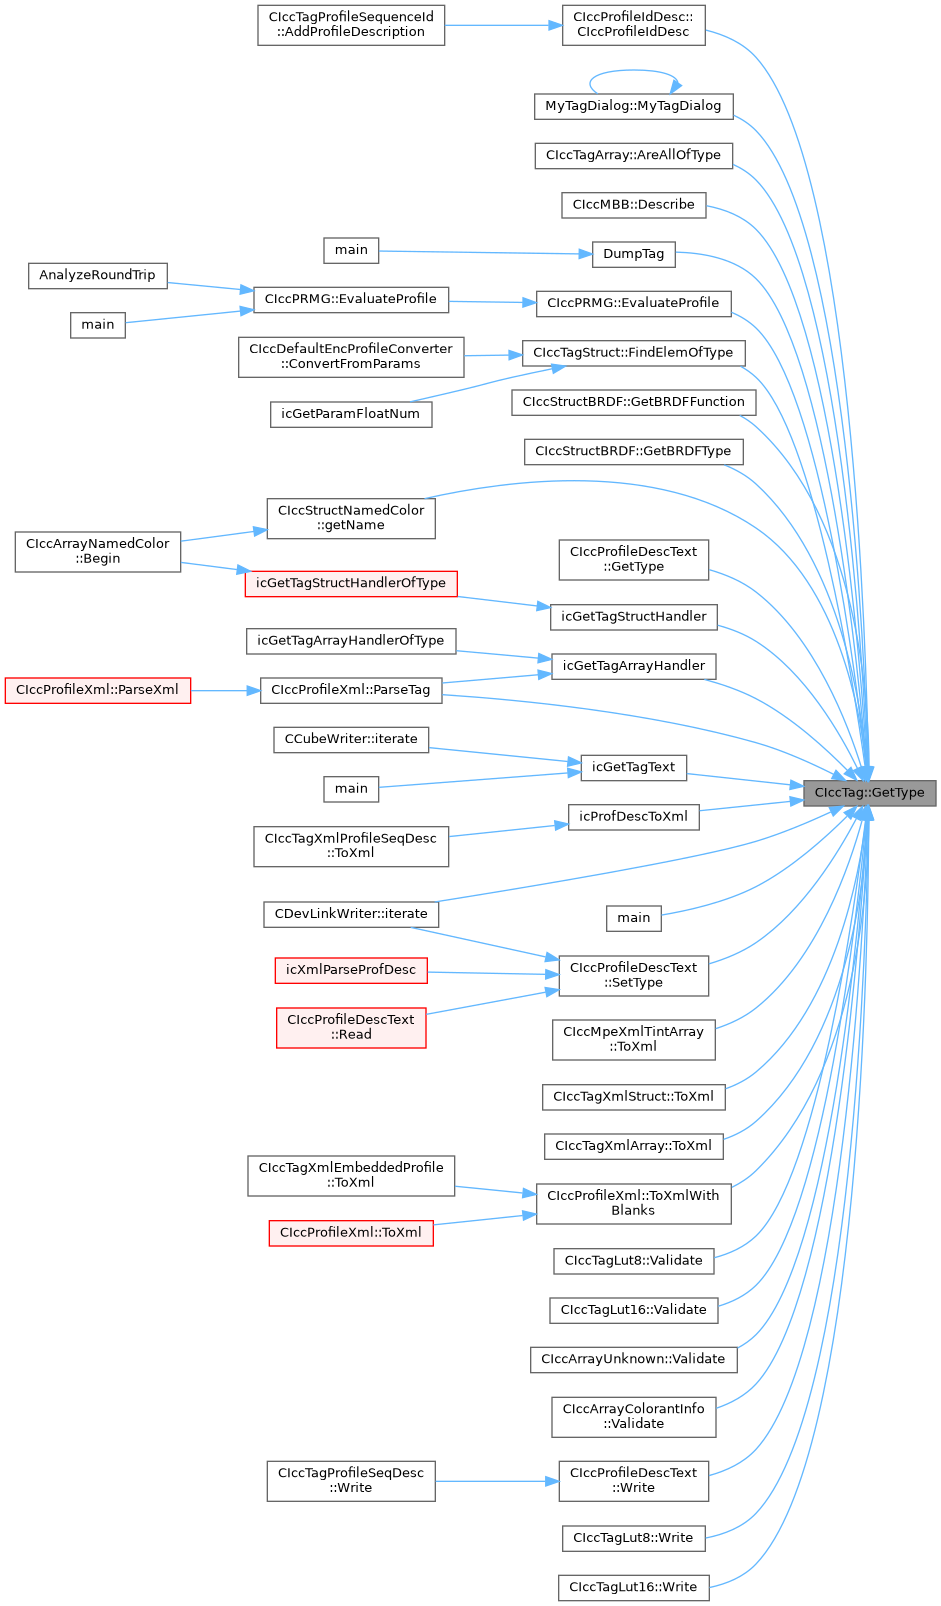 CIccTagProfileSequenceId
::AddProfileDescription
CIccProfileIdDesc::
CIccProfileIdDesc
MyTagDialog::MyTagDialog
CIccTagArray::AreAllOfType
CIccMBB::Describe
main
DumpTag
AnalyzeRoundTrip
CIccPRMG::EvaluateProfile
CIccPRMG::EvaluateProfile
main
CIccDefaultEncProfileConverter
::ConvertFromParams
CIccTagStruct::FindElemOfType
icGetParamFloatNum
CIccStructBRDF::GetBRDFFunction
CIccStructBRDF::GetBRDFType
CIccStructNamedColor
::getName
CIccArrayNamedColor
::Begin
CIccProfileDescText
::GetType
icGetTagStructHandlerOfType
icGetTagStructHandler
icGetTagArrayHandlerOfType
icGetTagArrayHandler
CIccProfileXml::ParseXml
CIccProfileXml::ParseTag
CCubeWriter::iterate
icGetTagText
main
CIccTag::GetType
icProfDescToXml
CIccTagXmlProfileSeqDesc
::ToXml
CDevLinkWriter::iterate
main
icXmlParseProfDesc
CIccProfileDescText
::SetType
CIccProfileDescText
::Read
CIccMpeXmlTintArray
::ToXml
CIccTagXmlStruct::ToXml
CIccTagXmlArray::ToXml
CIccTagXmlEmbeddedProfile
::ToXml
CIccProfileXml::ToXmlWith
Blanks
CIccProfileXml::ToXml
CIccTagLut8::Validate
CIccTagLut16::Validate
CIccArrayUnknown::Validate
CIccArrayColorantInfo
::Validate
CIccTagProfileSeqDesc
::Write
CIccProfileDescText
::Write
CIccTagLut8::Write
CIccTagLut16::Write